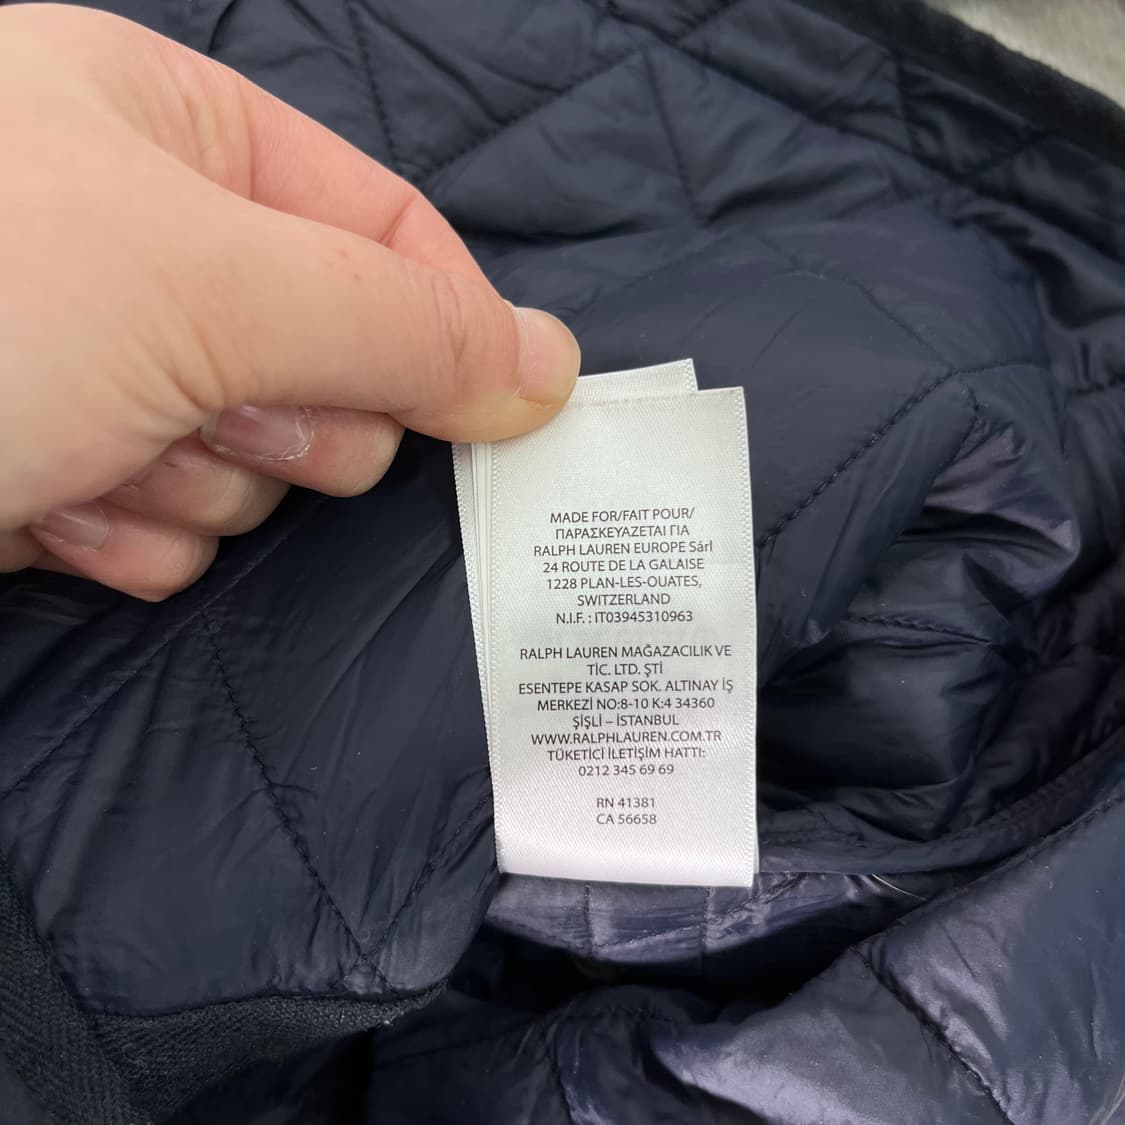 MADE FOR/FAIT POUR/
ΠΑΡΑΣΚΕΥΑΖΕΤΑΙ ΓΙΑ
RALPH LAUREN EUROPE Sárl
24 ROUTE DE LA GALAISE
1228 PLAN-LES-OUATES,
SWITZERLAND
N.I.F. : IT03945310963
RALPH LAUREN MAĞAZACILIK VE
TİC. LTD. ŞTİ
ESENTEPE KASAP SOK. ALTINAY İŞ
MERKEZİ NO:8-10 K:4 34360
ŞİŞLİ – İSTANBUL
WWW.RALPHLAUREN.COM.TR
TÜKETİCİ İLETİŞİM HATTI:
0212 345 69 69
RN 41381
CA 56658